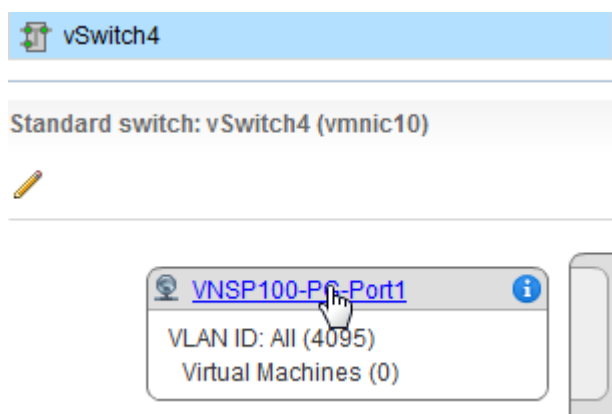 vSwitch4
Standard switch: vSwitch4 (vmnic10)
VNSP100-PG-Port1
VLAN ID: All (4095)
Virtual Machines (0)